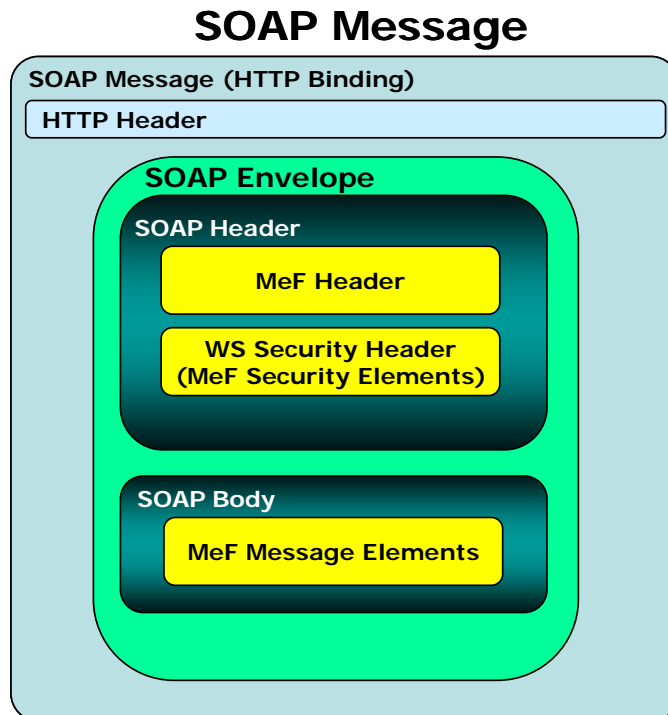 SOAP Message
SOAP Message (HTTP Binding)
HTTP Header
SOAP Envelope
SOAP Header
MeF Header
WS Security Header
(MeF Security Elements)
SOAP Body
MeF Message Elements